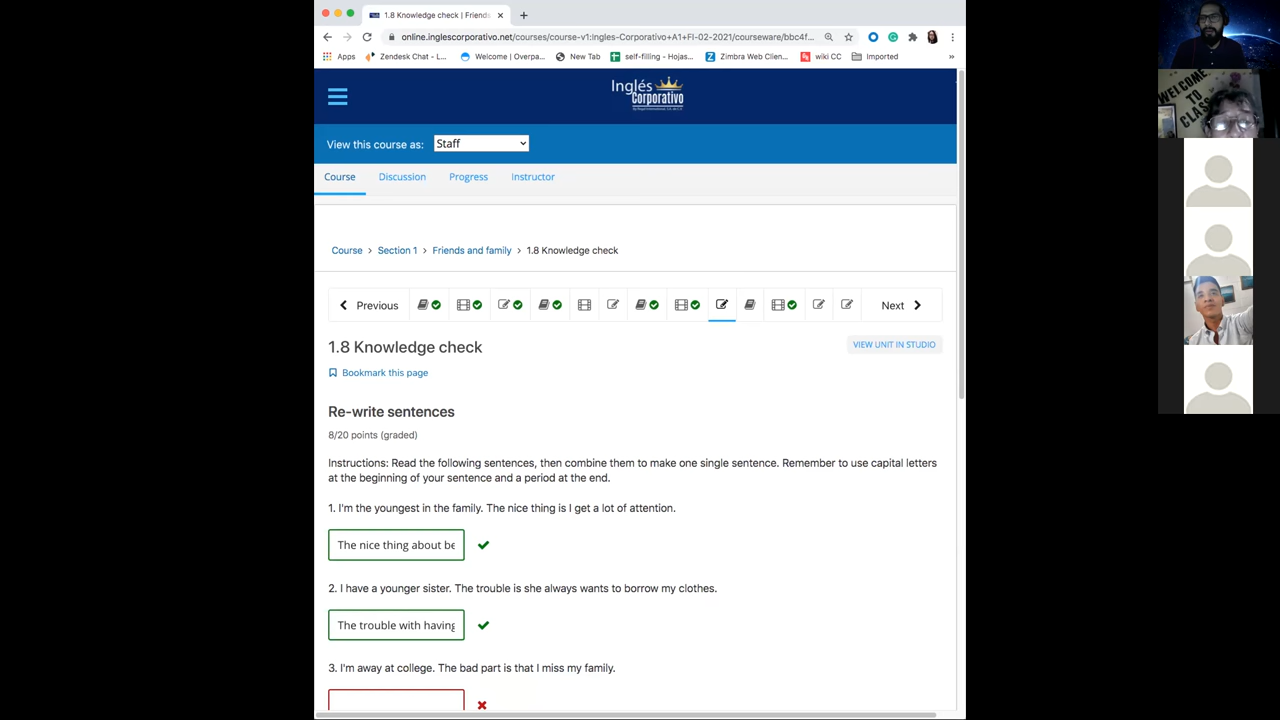 1.8 Knowledge check | Friends
online.inglescorporativo.net/courses/course-v1:Ingles-Corporativo+A1+FI-02-2021/courseware/bbc4f...
Apps
Zendesk Chat - L...
Welcome | Overpa...
New Tab
self-filling - Hojas...
Zimbra Web Clien...
wiki CC
Imported
»
Inglés
Corporativo
View this course as:
Staff
Course
Discussion
Progress
Instructor
Course > Section 1 > Friends and family > 1.8 Knowledge check
Previous
Next
1.8 Knowledge check
VIEW UNIT IN STUDIO
Bookmark this page
Re-write sentences
8/20 points (graded)
Instructions: Read the following sentences, then combine them to make one single sentence. Remember to use capital letters
at the beginning of your sentence and a period at the end.
1. I'm the youngest in the family. The nice thing is I get a lot of attention.
The nice thing about be
2. I have a younger sister. The trouble is she always wants to borrow my clothes.
The trouble with having
3. I'm away at college. The bad part is that I miss my family.
WELCOME
TO
CLASS